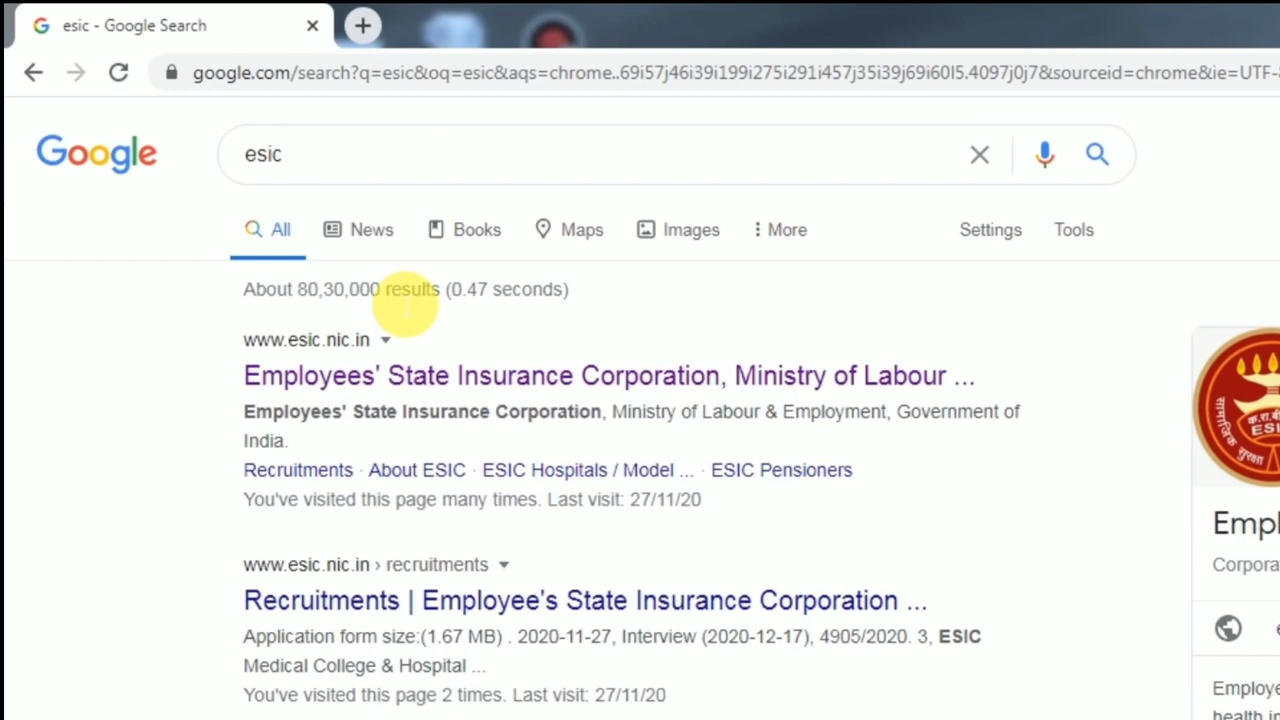 esic - Google Search
google.com/search?q=esic&oq=esic&aqs=chrome..69i57j46i39i199i275i291i457j35i39j69i60l5.4097j0j7&sourceid=chrome&ie=UTF-8
Google
esic
All News Books Maps Images More Settings Tools
About 80,30,000 results (0.47 seconds)
www.esic.nic.in
Employees' State Insurance Corporation, Ministry of Labour ...
Employees' State Insurance Corporation, Ministry of Labour & Employment, Government of
India.
Recruitments · About ESIC · ESIC Hospitals / Model ... · ESIC Pensioners
You've visited this page many times. Last visit: 27/11/20
www.esic.nic.in › recruitments
Recruitments | Employee's State Insurance Corporation ...
Application form size:(1.67 MB) . 2020-11-27, Interview (2020-12-17), 4905/2020. 3, ESIC
Medical College & Hospital ...
You've visited this page 2 times. Last visit: 27/11/20
सामाजिक
सुरक्षा
Empl
Corpora
e
Employe
health in